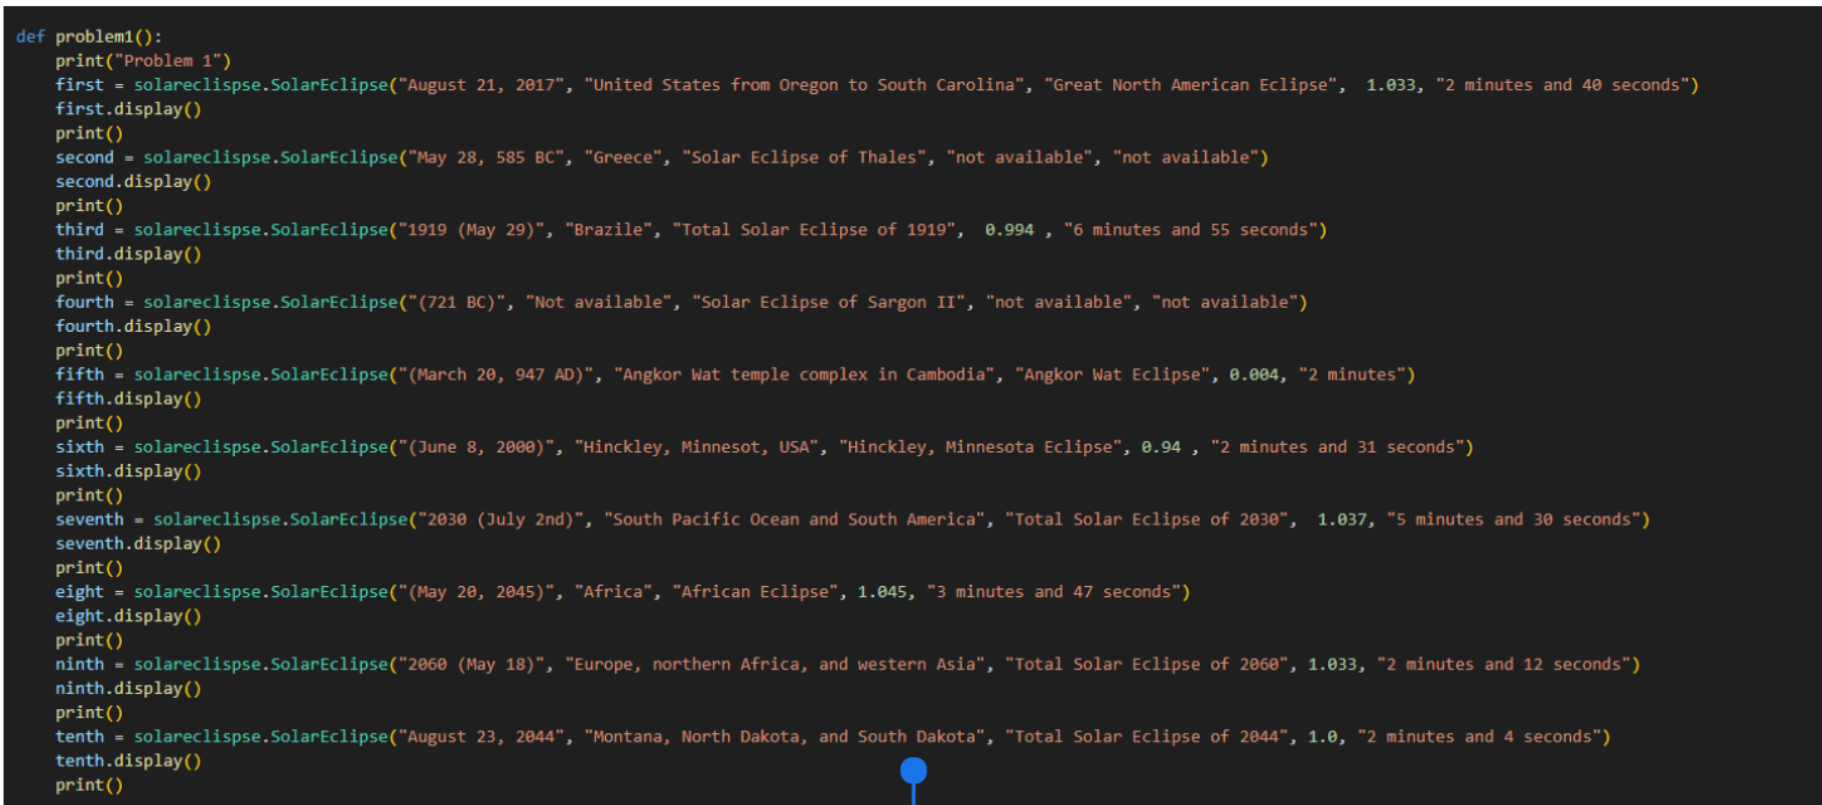 def problem1():
    print("Problem 1")
    first = solareclispse.SolarEclipse("August 21, 2017", "United States from Oregon to South Carolina", "Great North American Eclipse",  1.033, "2 minutes and 40 seconds")
    first.display()
    print()
    second = solareclispse.SolarEclipse("May 28, 585 BC", "Greece", "Solar Eclipse of Thales", "not available", "not available")
    second.display()
    print()
    third = solareclispse.SolarEclipse("1919 (May 29)", "Brazile", "Total Solar Eclipse of 1919",  0.994 , "6 minutes and 55 seconds")
    third.display()
    print()
    fourth = solareclispse.SolarEclipse("(721 BC)", "Not available", "Solar Eclipse of Sargon II", "not available", "not available")
    fourth.display()
    print()
    fifth = solareclispse.SolarEclipse("(March 20, 947 AD)", "Angkor Wat temple complex in Cambodia", "Angkor Wat Eclipse", 0.004, "2 minutes")
    fifth.display()
    print()
    sixth = solareclispse.SolarEclipse("(June 8, 2000)", "Hinckley, Minnesot, USA", "Hinckley, Minnesota Eclipse", 0.94 , "2 minutes and 31 seconds")
    sixth.display()
    print()
    seventh = solareclispse.SolarEclipse("2030 (July 2nd)", "South Pacific Ocean and South America", "Total Solar Eclipse of 2030",  1.037, "5 minutes and 30 seconds")
    seventh.display()
    print()
    eight = solareclispse.SolarEclipse("(May 20, 2045)", "Africa", "African Eclipse", 1.045, "3 minutes and 47 seconds")
    eight.display()
    print()
    ninth = solareclispse.SolarEclipse("2060 (May 18)", "Europe, northern Africa, and western Asia", "Total Solar Eclipse of 2060", 1.033, "2 minutes and 12 seconds")
    ninth.display()
    print()
    tenth = solareclispse.SolarEclipse("August 23, 2044", "Montana, North Dakota, and South Dakota", "Total Solar Eclipse of 2044", 1.0, "2 minutes and 4 seconds")
    tenth.display()
    print()